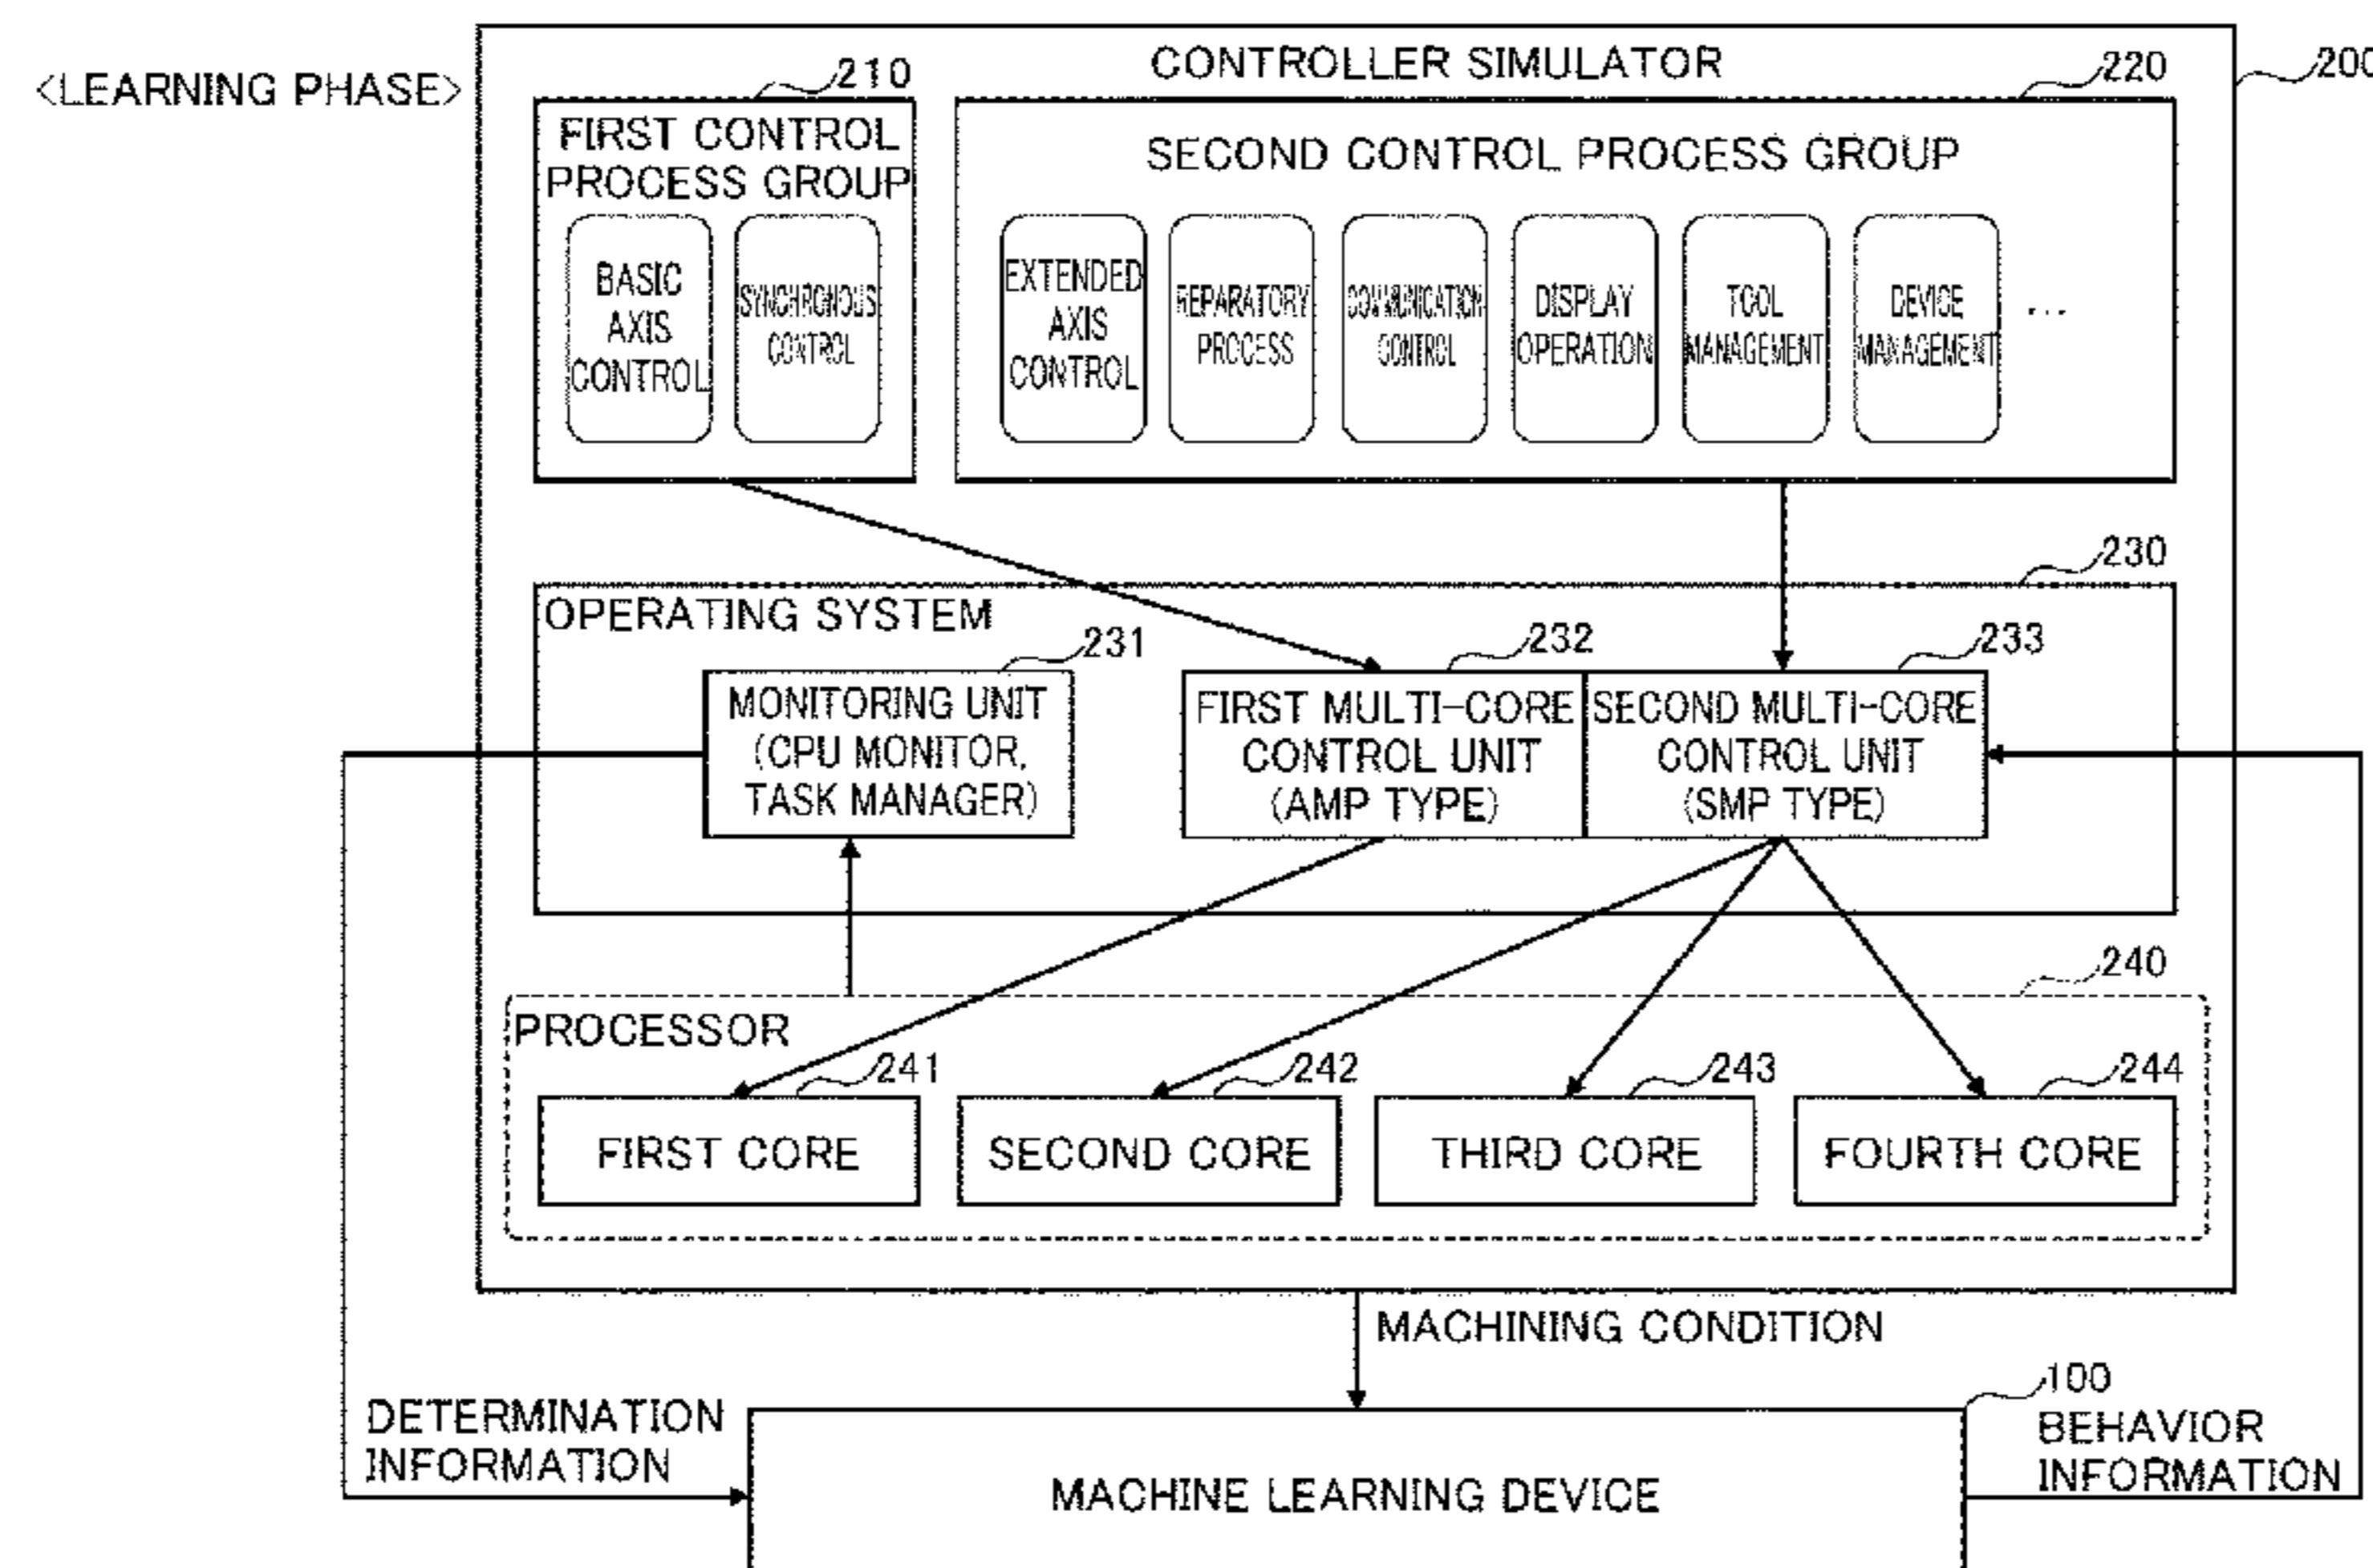 <LEARNING PHASE>
CONTROLLER SIMULATOR
200
210
220
FIRST CONTROL
PROCESS GROUP
BASIC
AXIS
CONTROL
SYNCHRONOUS
CONTROL
SECOND CONTROL PROCESS GROUP
EXTENDED
AXIS
CONTROL
REPARATORY
PROCESS
COMMUNICATION
CONTROL
DISPLAY
OPERATION
TOOL
MANAGEMENT
DEVICE
MANAGEMENT
...
230
OPERATING SYSTEM
231
MONITORING UNIT
(CPU MONITOR,
TASK MANAGER)
232
FIRST MULTI-CORE
CONTROL UNIT
(AMP TYPE)
233
SECOND MULTI-CORE
CONTROL UNIT
(SMP TYPE)
240
PROCESSOR
241
FIRST CORE
242
SECOND CORE
243
THIRD CORE
244
FOURTH CORE
MACHINING CONDITION
DETERMINATION
INFORMATION
100
MACHINE LEARNING DEVICE
BEHAVIOR
INFORMATION